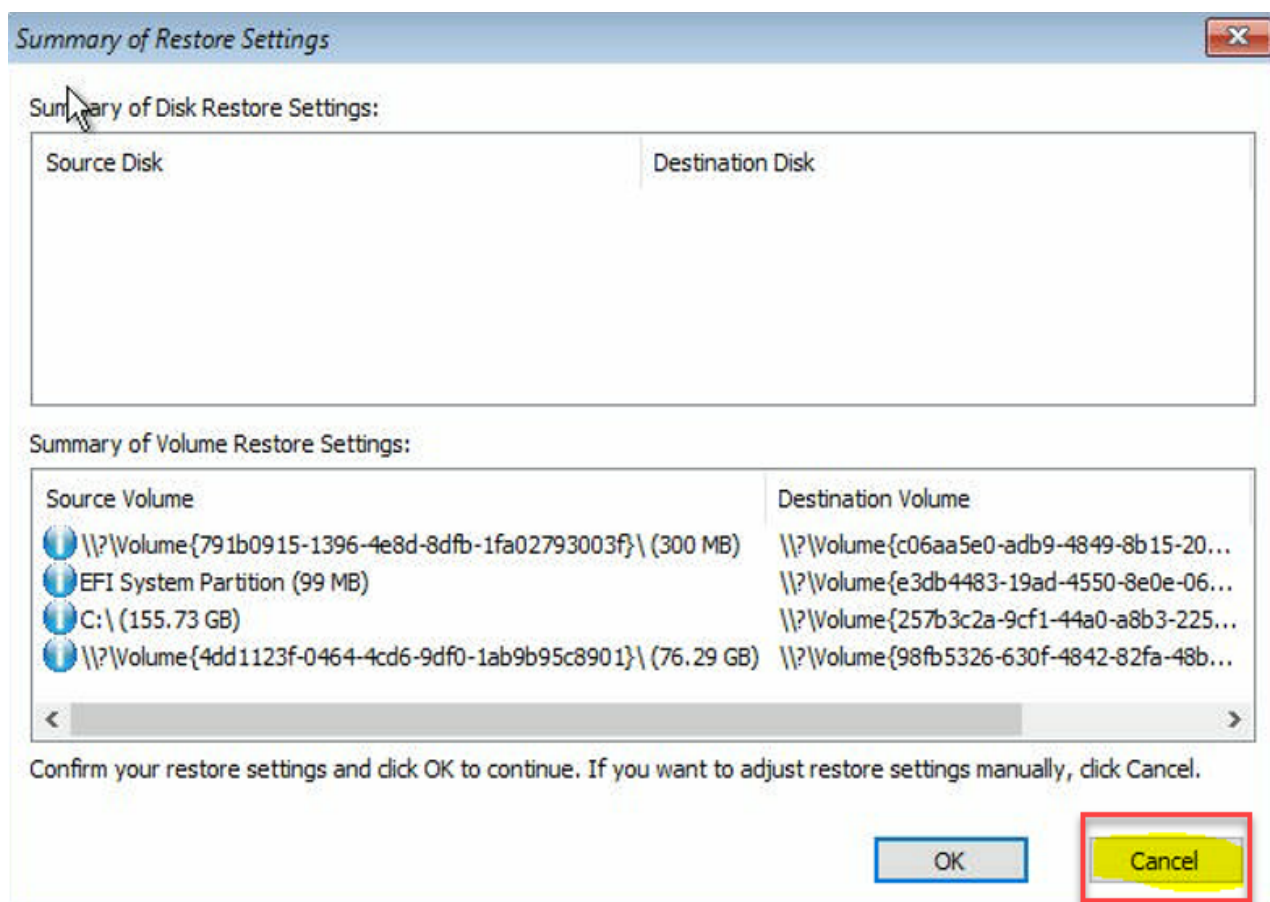 Summary of Restore Settings
Summary of Disk Restore Settings:
Source Disk Destination Disk
Summary of Volume Restore Settings:
Source Volume Destination Volume
\\?\Volume{791b0915-1396-4e8d-8dfb-1fa02793003f}\ (300 MB) \\?\Volume{c06aa5e0-adb9-4849-8b15-20...
EFI System Partition (99 MB) \\?\Volume{e3db4483-19ad-4550-8e0e-06...
C:\ (155.73 GB) \\?\Volume{257b3c2a-9cf1-44a0-a8b3-225...
\\?\Volume{4dd1123f-0464-4cd6-9df0-1ab9b95c8901}\ (76.29 GB) \\?\Volume{98fb5326-630f-4842-82fa-48b...
Confirm your restore settings and click OK to continue. If you want to adjust restore settings manually, click Cancel.
OK Cancel